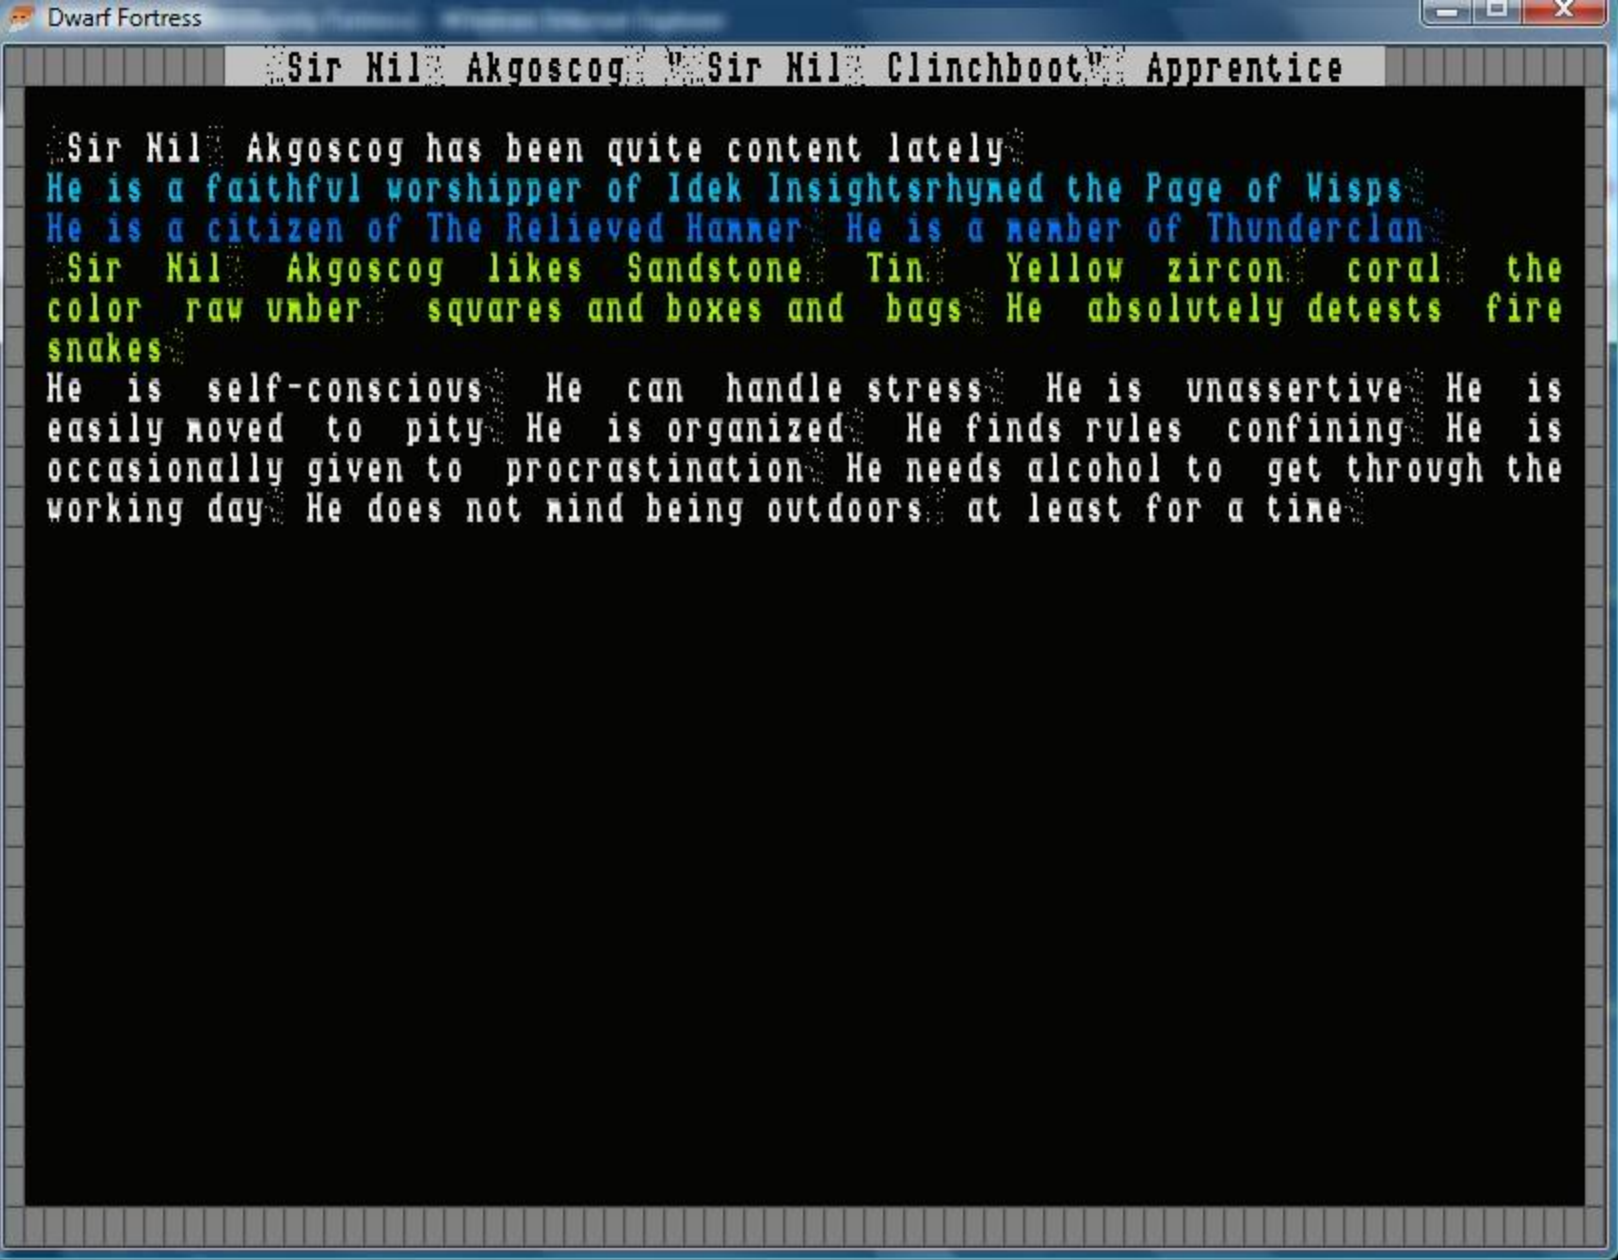 Dwarf Fortress
Sir Nil Akgoscog "Sir Nil Clinchboot" Apprentice
Sir Nil Akgoscog has been quite content lately
He is a faithful worshipper of Idek Insightsrhymed the Page of Wisps
He is a citizen of The Relieved Hammer He is a member of Thunderclan
Sir Nil Akgoscog likes Sandstone Tin Yellow zircon coral the
color raw umber squares and boxes and bags He absolutely detests fire
snakes
He is self-conscious He can handle stress He is unassertive He is
easily moved to pity He is organized He finds rules confining He is
occasionally given to procrastination He needs alcohol to get through the
working day He does not mind being outdoors at least for a time